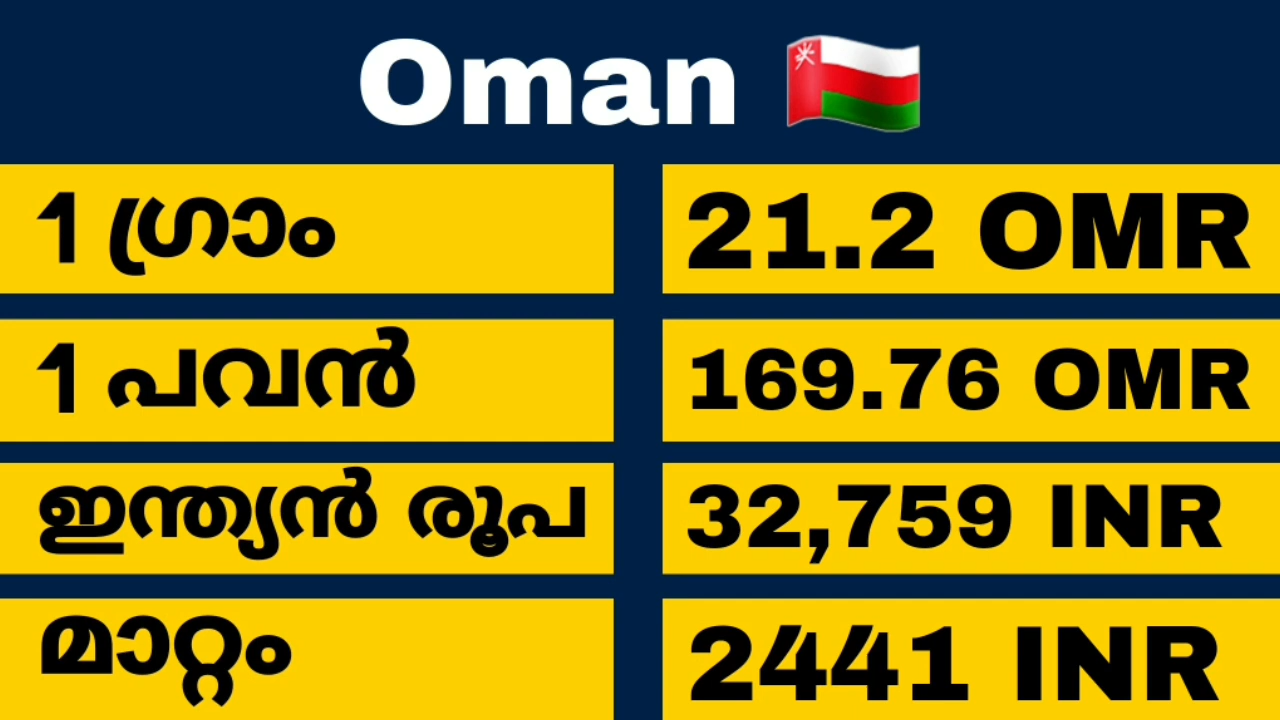 Oman 🇴🇲
1 ഗ്രാം 21.2 OMR
1 പവൻ 169.76 OMR
ഇന്ത്യൻ രൂപ 32,759 INR
മാറ്റം 2441 INR